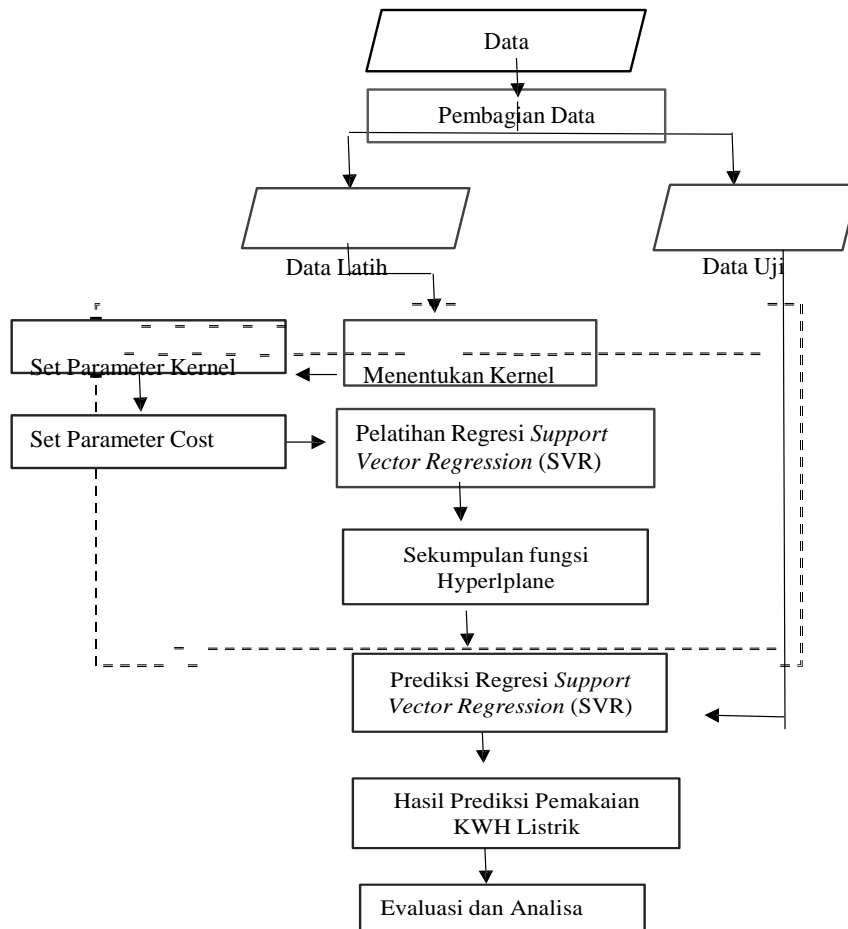 Data
Pembagian Data
Data Latih
Data Uji
Set Parameter Kernel
Menentukan Kernel
Set Parameter Cost
Pelatihan Regresi Support
Vector Regression (SVR)
Sekumpulan fungsi
Hyperlplane
Prediksi Regresi Support
Vector Regression (SVR)
Hasil Prediksi Pemakaian
KWH Listrik
Evaluasi dan Analisa